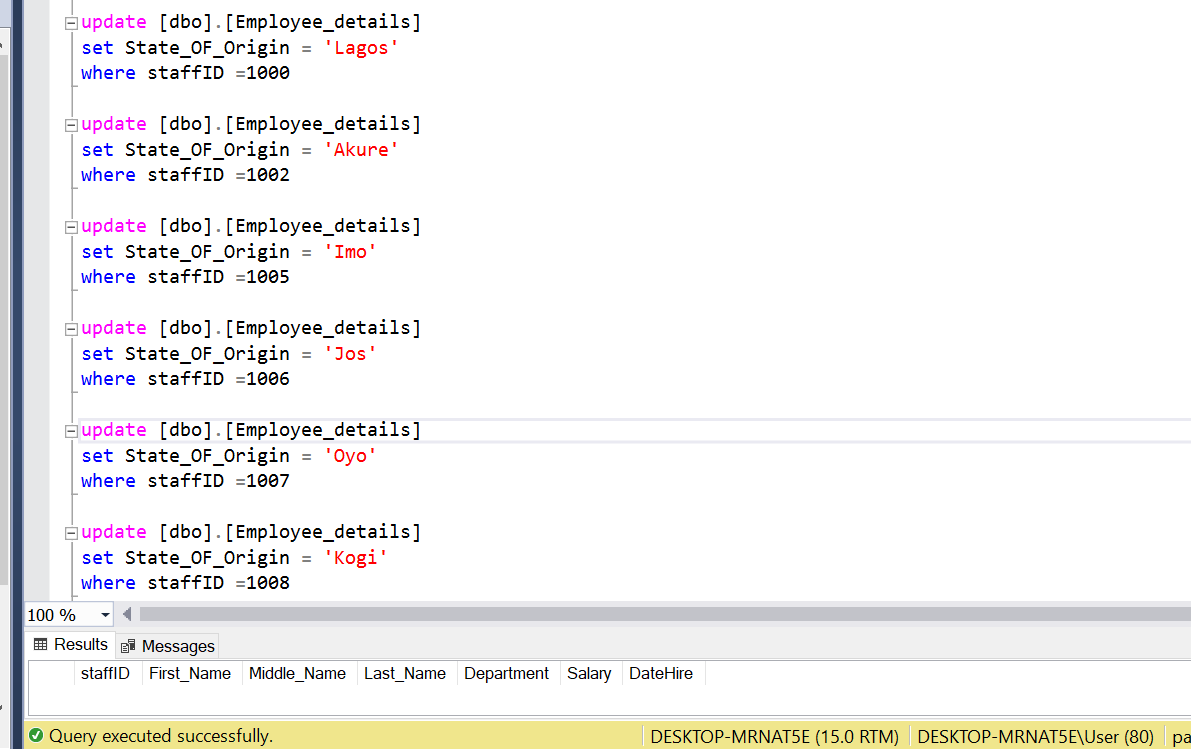 update [dbo].[Employee_details]
set State_OF_Origin = 'Lagos'
where staffID =1000
update [dbo].[Employee_details]
set State_OF_Origin = 'Akure'
where staffID =1002
update [dbo].[Employee_details]
set State_OF_Origin = 'Imo'
where staffID =1005
update [dbo].[Employee_details]
set State_OF_Origin = 'Jos'
where staffID =1006
update [dbo].[Employee_details]
set State_OF_Origin = 'Oyo'
where staffID =1007
update [dbo].[Employee_details]
set State_OF_Origin = 'Kogi'
where staffID =1008
100 %
Results Messages
staffID First_Name Middle_Name Last_Name Department Salary DateHire
Query executed successfully. DESKTOP-MRNAT5E (15.0 RTM) DESKTOP-MRNAT5E\User (80) pa